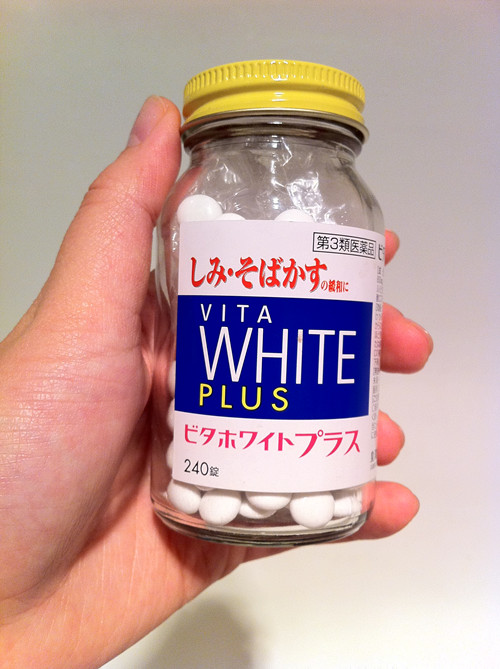 第3類医薬品
しみ・そばかすの緩和に
VITA
WHITE
PLUS
ビタホワイトプラス
240錠